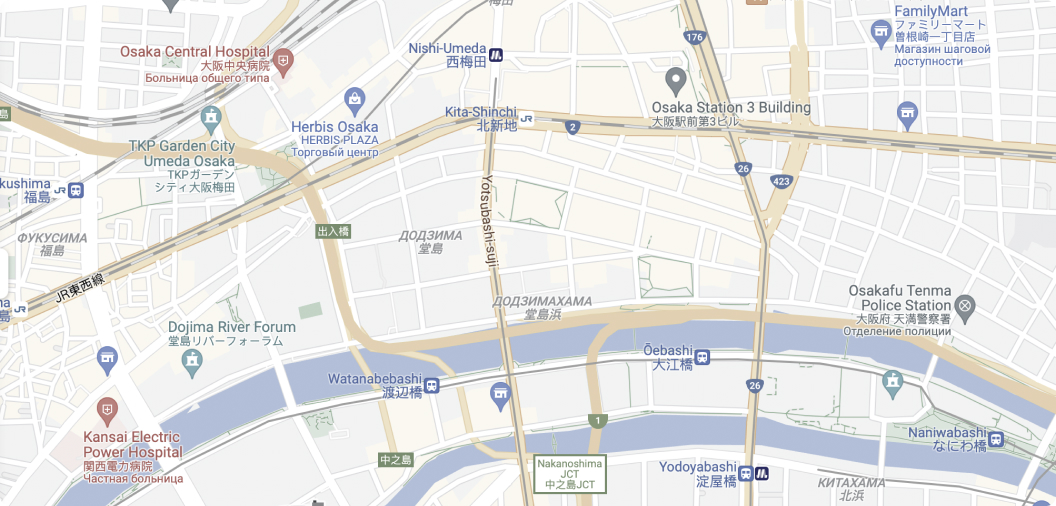 梅田
176
FamilyMart
ファミリーマート
曽根崎一丁目店
Магазин шаговой
доступности
Osaka Central Hospital
大阪中央病院
Больница общего типа
Nishi-Umeda
西梅田
Osaka Station 3 Building
大阪駅前第3ビル
Herbis Osaka
HERBIS PLAZA
Торговый центр
Kita-Shinchi
北新地
JR
2
島
TKP Garden City
Umeda Osaka
TKPガーデン
シティ大阪梅田
26
423
kushima
福島
JR
ФУКУСИМА
福島
出入橋
ДОДЗИМА
堂島
Yotsubashi-suji
JR東西線
ДОДЗИМАХАМА
堂島浜
Osakafu Tenma
Police Station
大阪府 天満警察署
Отделение полиции
ma
島
JR
Dojima River Forum
堂島リバーフォーラム
Ōebashi
大江橋
Watanabebashi
渡辺橋
26
1
Kansai Electric
Power Hospital
関西電力病院
Частная больница
Naniwabashi
なにわ橋
中之島
Nakanoshima
JCT
中之島JCT
Yodoyabashi
淀屋橋
КИТАХАМА
北浜